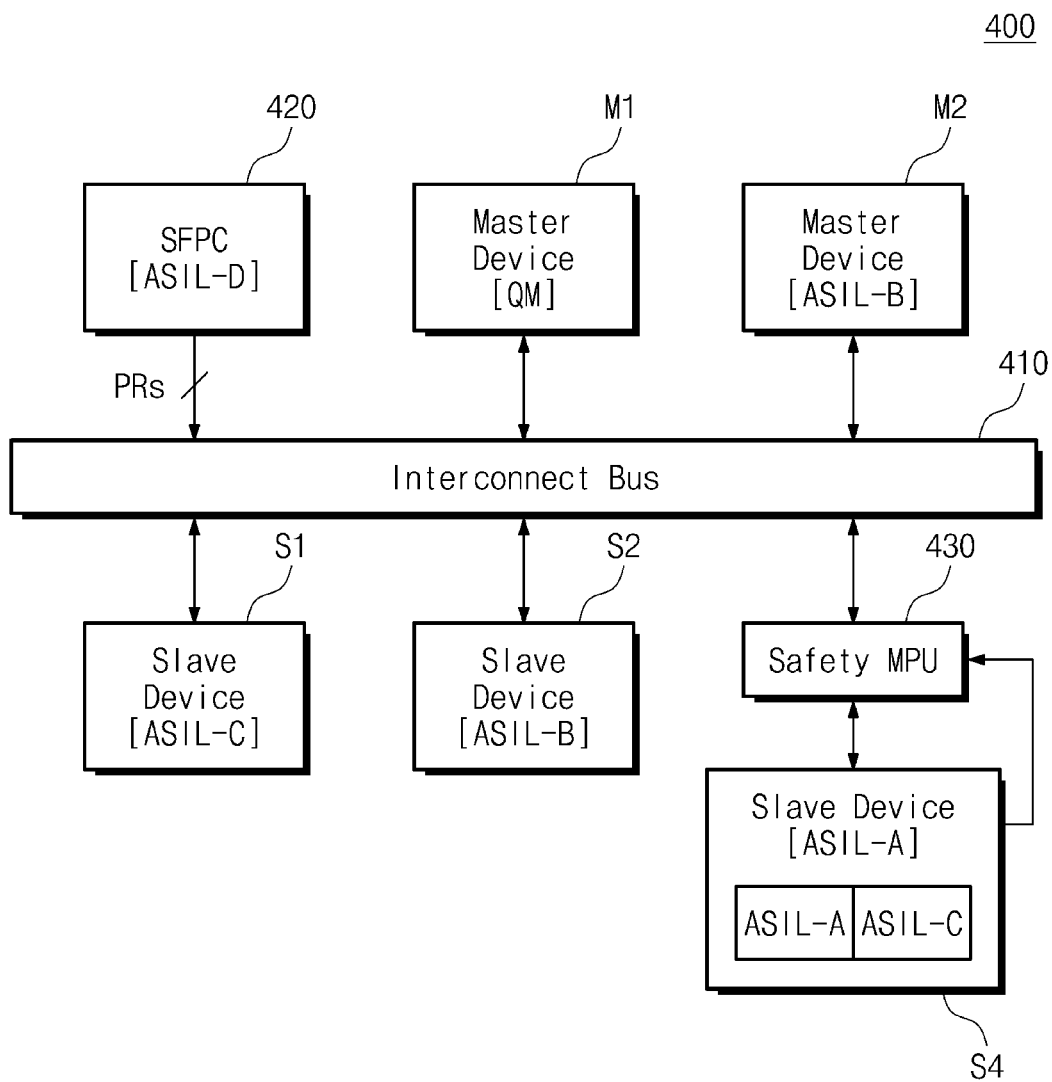 400
420
M1
M2
SFPC
[ASIL-D]
Master
Device
[QM]
Master
Device
[ASIL-B]
PRs
410
Interconnect Bus
S1
S2
430
Slave
Device
[ASIL-C]
Slave
Device
[ASIL-B]
Safety MPU
Slave Device
[ASIL-A]
ASIL-A
ASIL-C
S4